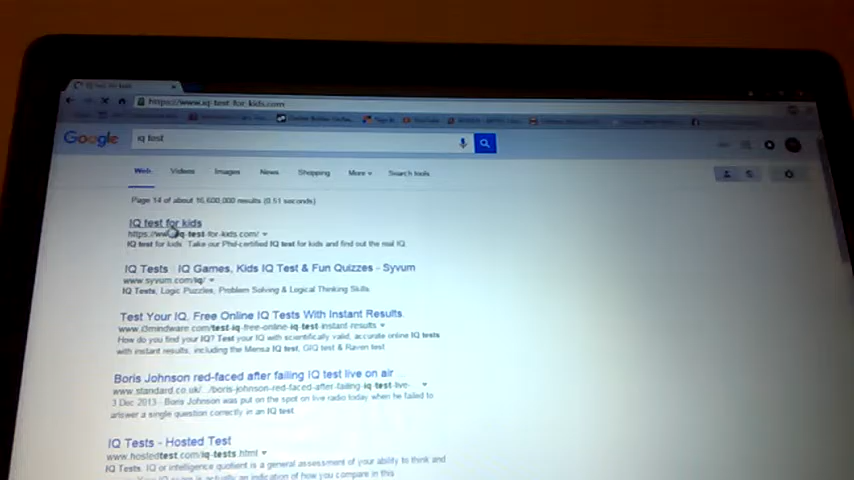 IQ test for kids
https://www.iq-test-for-kids.com
YouTube
Google
iq test
Web Videos Images News Shopping More Search tools
Page 14 of about 16,600,000 results (0.51 seconds)
IQ test for kids
https://www.iq-test-for-kids.com/
IQ test for kids. Take our Phd-certified IQ test for kids and find out the real IQ.
IQ Tests IQ Games, Kids IQ Test & Fun Quizzes - Syvum
www.syvum.com/iq/
IQ Tests, Logic Puzzles, Problem Solving & Logical Thinking Skills.
Test Your IQ. Free Online IQ Tests With Instant Results.
www.i3mindware.com/test-iq-free-online-iq-test-instant-results
How do you find your IQ? Test your IQ with scientifically valid, accurate online IQ tests
with instant results, including the Mensa IQ test, GIQ test & Raven test
Boris Johnson red-faced after failing IQ test live on air
www.standard.co.uk/.../boris-johnson-red-faced-after-failing-iq-test-live-
3 Dec 2013 - Boris Johnson was put on the spot on live radio today when he failed to
answer a single question correctly in an IQ test.
IQ Tests - Hosted Test
www.hostedtest.com/iq-tests.html
IQ Tests, IQ or intelligence quotient is a general assessment of your ability to think and